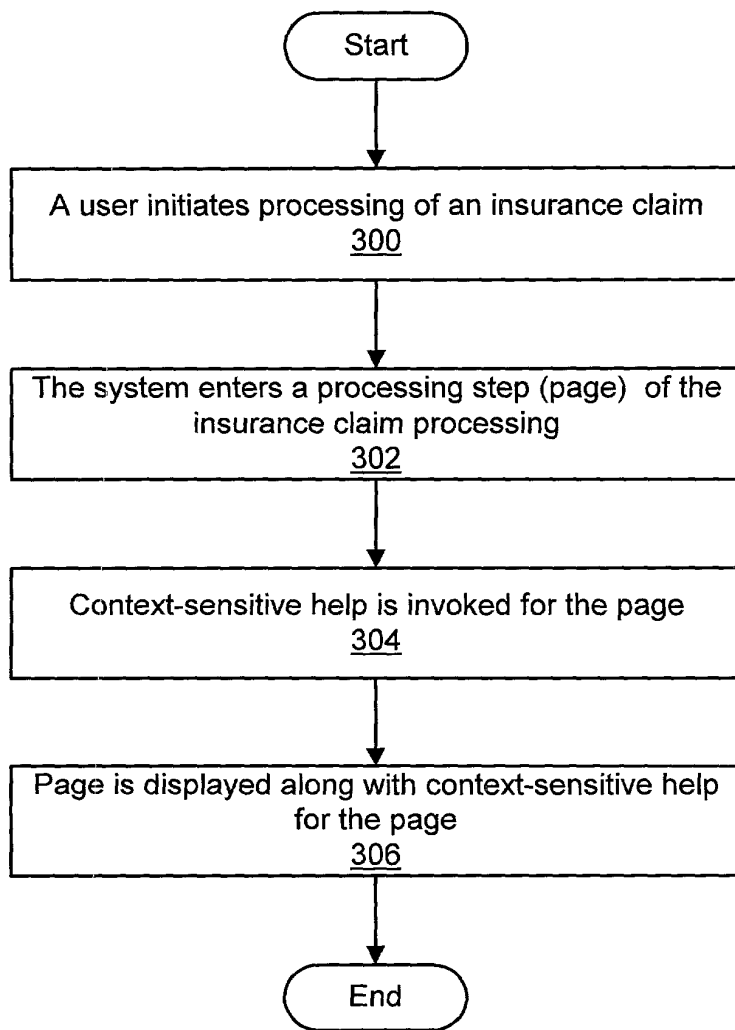 Start
A user initiates processing of an insurance claim
300
The system enters a processing step (page) of the
insurance claim processing
302
Context-sensitive help is invoked for the page
304
Page is displayed along with context-sensitive help
for the page
306
End